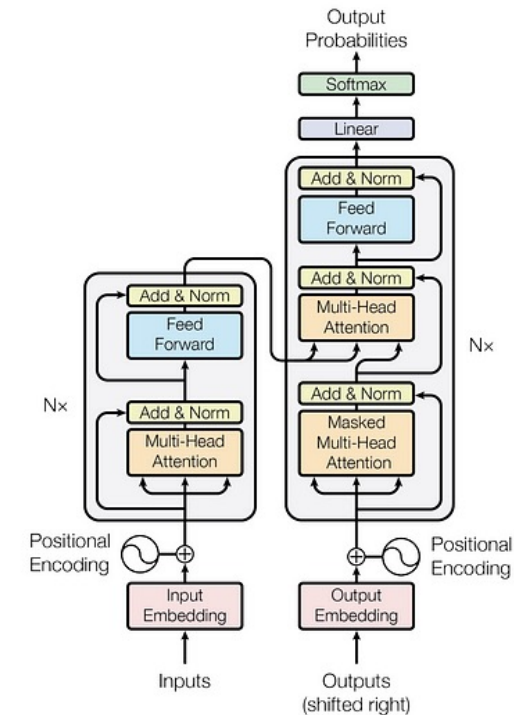 Output
Probabilities
Softmax
Linear
Add & Norm
Feed
Forward
Add & Norm
Multi-Head
Attention
Nx
Add & Norm
Masked
Multi-Head
Attention
Positional
Encoding
Output
Embedding
Outputs
(shifted right)
Add & Norm
Feed
Forward
Nx
Add & Norm
Multi-Head
Attention
Positional
Encoding
Input
Embedding
Inputs